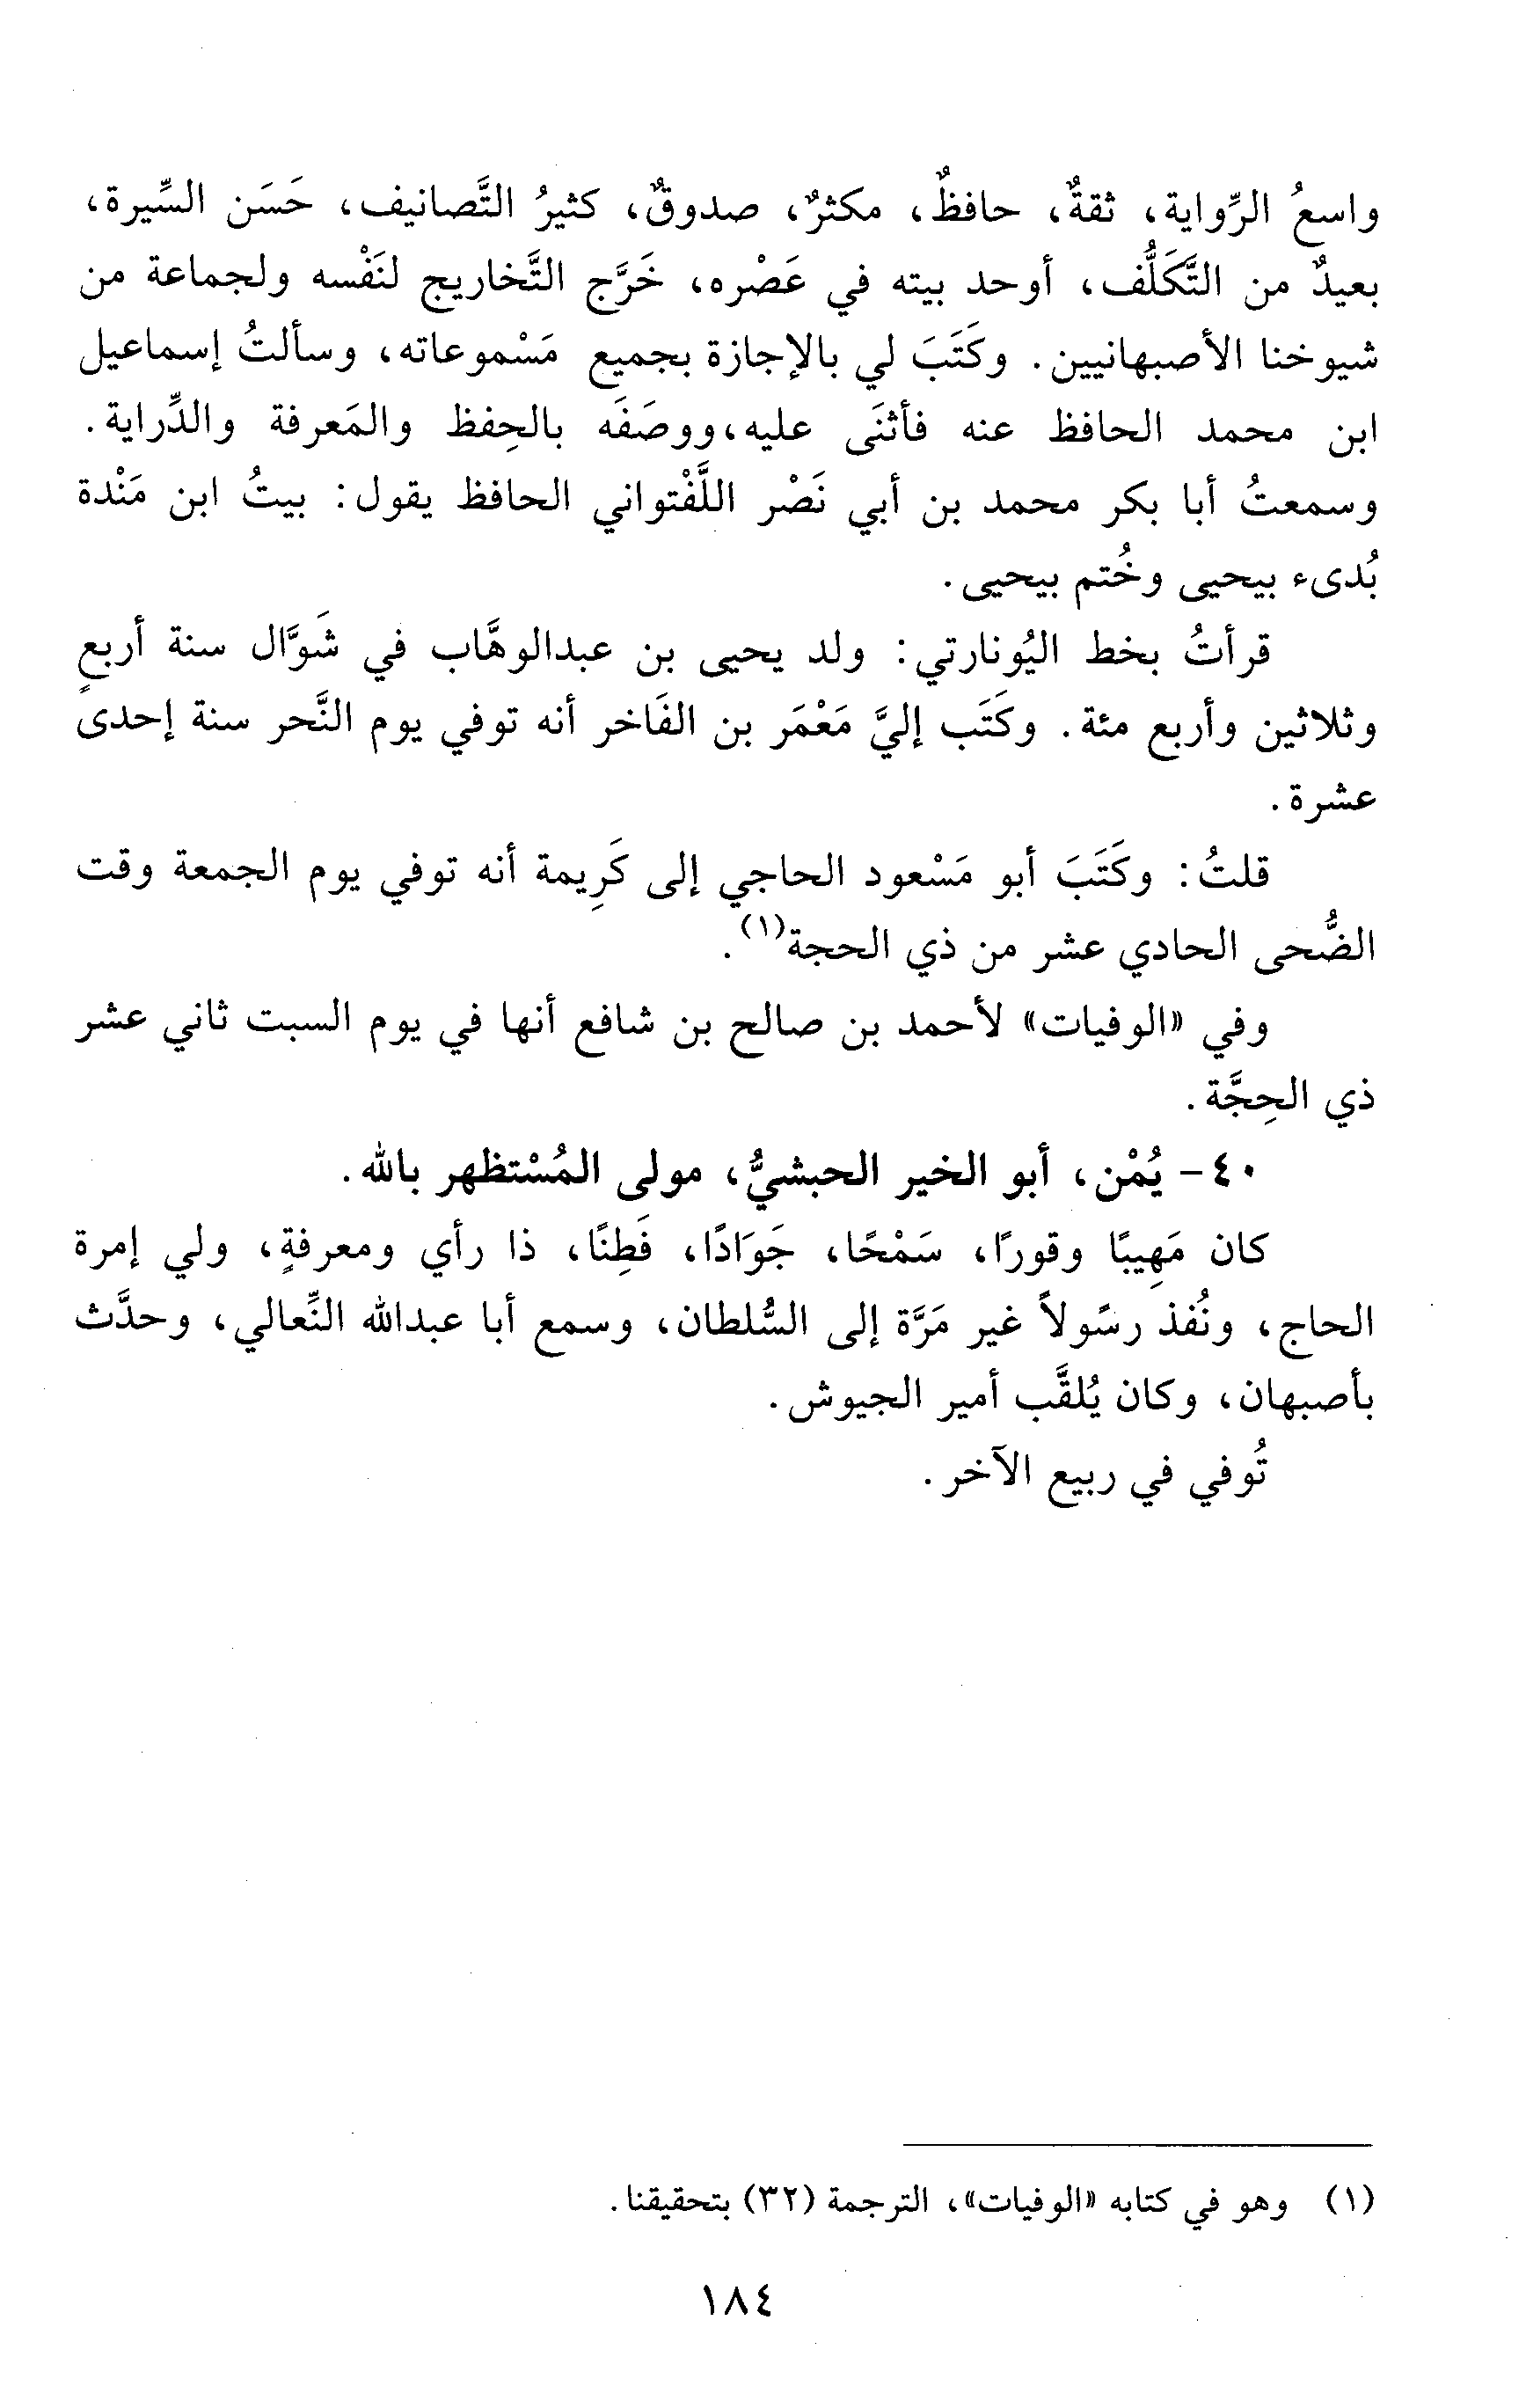 واسعُ الرِّواية، ثقةٌ، حافظٌ، مكثرٌ، صدوقٌ، كثيرُ التَّصانيف، حَسَن السِّيرة،
بعيدٌ من التَّكَلُّف، أوحد بيته في عَصْره، خَرَّج التَّخاريج لنَفْسه ولجماعة من
شيوخنا الأصبهانيين. وكَتَبَ لي بالإجازة بجميع مَسْموعاته، وسألتُ إسماعيل
ابن محمد الحافظ عنه فأثنَى عليه،ووصَفَه بالحِفظ والمَعرفة والدِّراية.
وسمعتُ أبا بكر محمد بن أبي نَصْر اللَّفْتواني الحافظ يقول: بيتُ ابن مَنْدة
بُدىء بيحيى وخُتم بيحيى.
قرأتُ بخط اليُونارتي: ولد يحيى بن عبدالوهَّاب في شَوَّال سنة أربعٍ
وثلاثين وأربع مئة. وكَتَب إليَّ مَعْمَر بن الفَاخر أنه توفي يوم النَّحر سنة إحدى
عشرة.
قلتُ: وكَتَبَ أبو مَسْعود الحاجي إلى كَرِيمة أنه توفي يوم الجمعة وقت
الضُّحى الحادي عشر من ذي الحجة(١).
وفي «الوفيات» لأحمد بن صالح بن شافع أنها في يوم السبت ثاني عشر
ذي الحِجَّة.
٤٠- يُمْن، أبو الخير الحبشيُّ، مولى المُسْتظهر بالله.
كان مَهِيبًا وقورًا، سَمْحًا، جَوَادًا، فَطِنًا، ذا رأي ومعرفةٍ، ولي إمرة
الحاج، ونُفذ رسًولاً غير مَرَّة إلى السُّلطان، وسمع أبا عبدالله النِّعالي، وحدَّث
بأصبهان، وكان يُلقَّب أمير الجيوش.
تُوفي في ربيع الآخر.
(١) وهو في كتابه «الوفيات»، الترجمة (٣٢) بتحقيقنا.
١٨٤